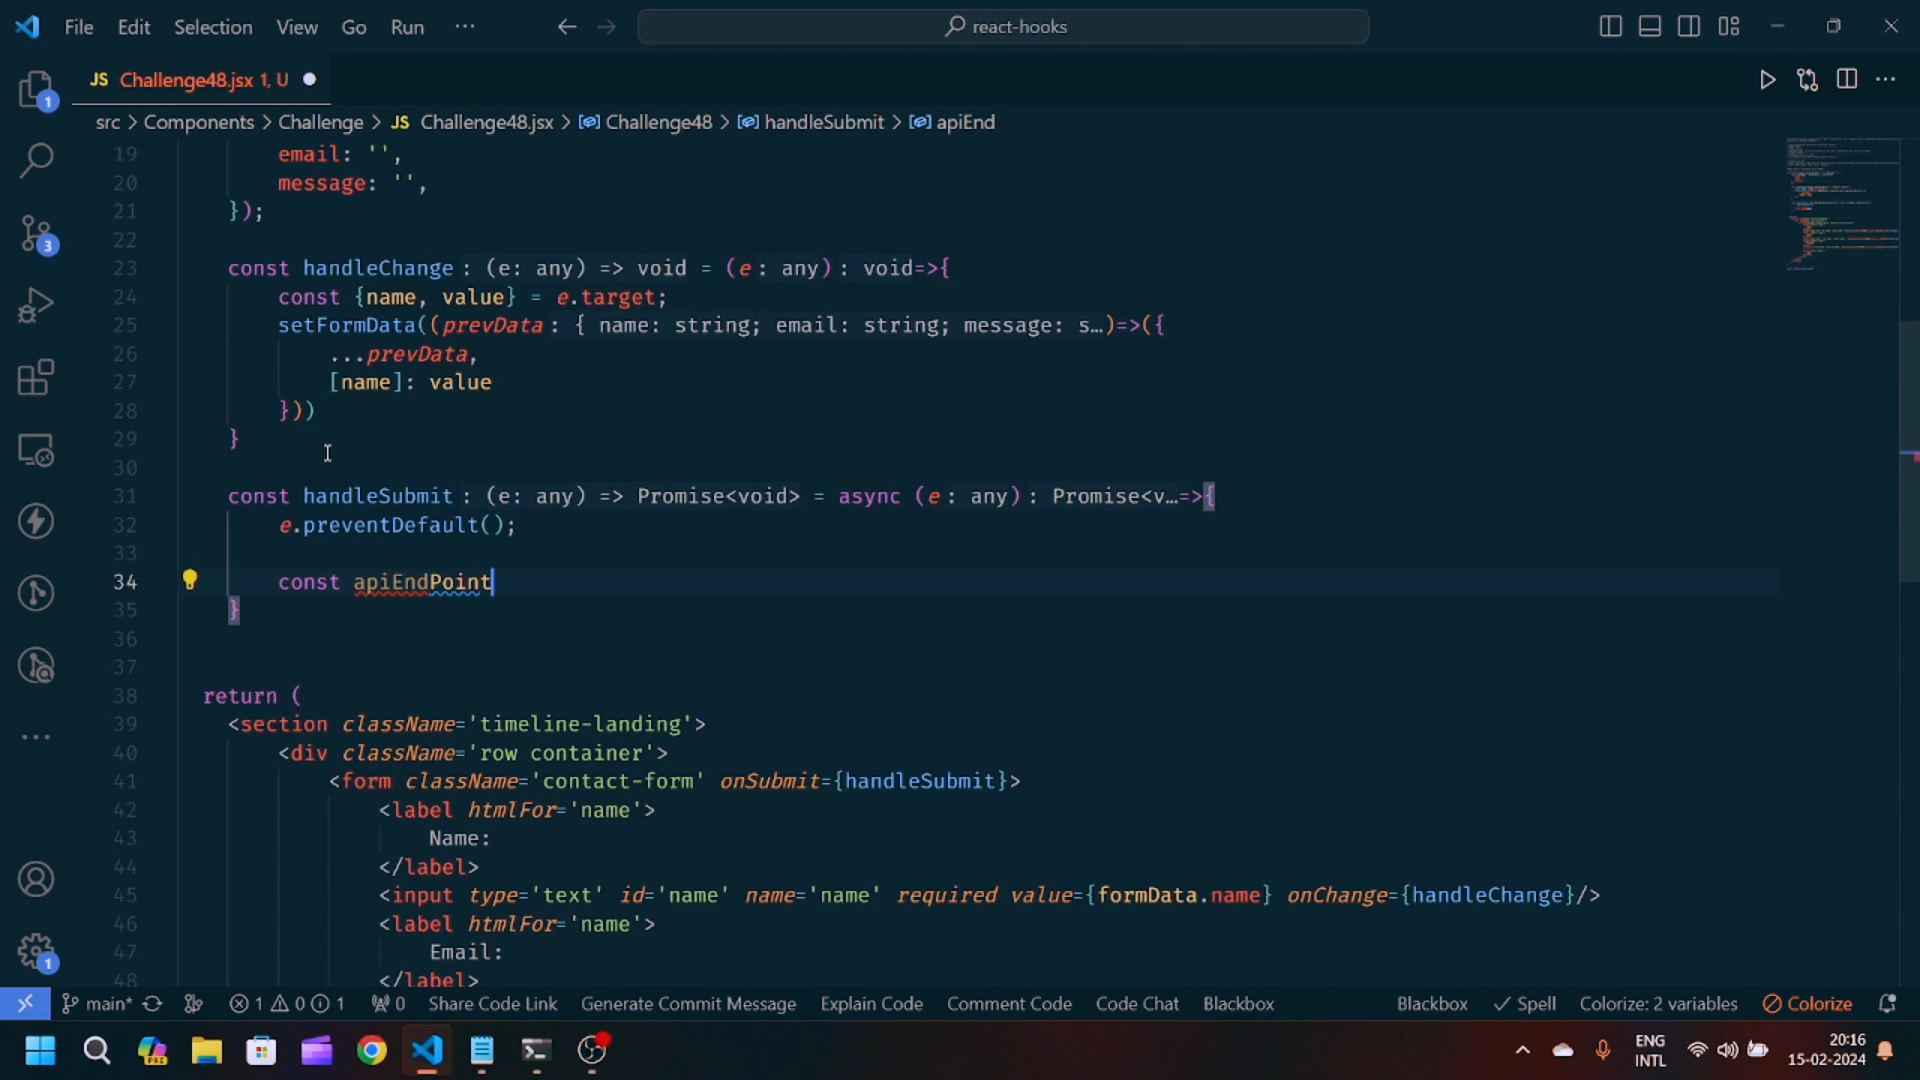 File Edit Selection View Go Run ··· react-hooks
JS Challenge48.jsx 1, U
src > Components > Challenge > JS Challenge48.jsx > Challenge48 > handleSubmit > apiEnd
19 email: '',
20 message: '',
21 });
22
23 const handleChange: (e: any) => void = (e: any): void=>{
24 const {name, value} = e.target;
25 setFormData((prevData: { name: string; email: string; message: s…)=>({
26 ...prevData,
27 [name]: value
28 }))
29 }
30
31 const handleSubmit: (e: any) => Promise<void> = async (e: any): Promise<v…=>{
32 e.preventDefault();
33
34 const apiEndPoint
35 }
36
37
38 return (
39 <section className='timeline-landing'>
40 <div className='row container'>
41 <form className='contact-form' onSubmit={handleSubmit}>
42 <label htmlFor='name'>
43 Name:
44 </label>
45 <input type='text' id='name' name='name' required value={formData.name} onChange={handleChange}/>
46 <label htmlFor='name'>
47 Email:
48 </label>
1
3
1
main* 1 0 1 0 Share Code Link Generate Commit Message Explain Code Comment Code Code Chat Blackbox Blackbox Spell Colorize: 2 variables Colorize
PRE
ENG
INTL
20:16
15-02-2024